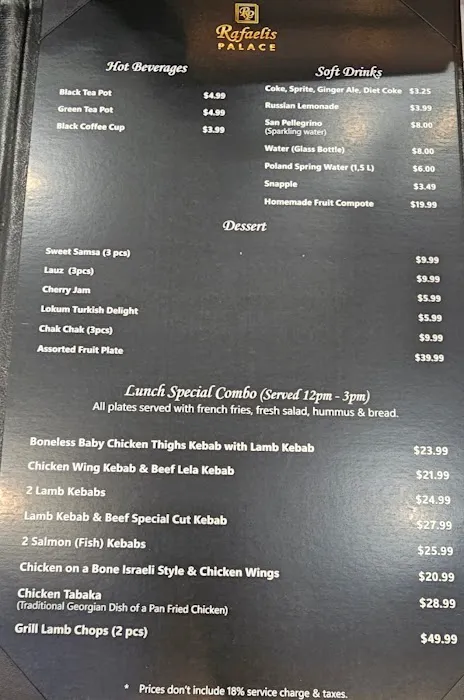 RP
Rafaelis
PALACE
Hot Beverages
Black Tea Pot $4.99
Green Tea Pot $4.99
Black Coffee Cup $3.99
Soft Drinks
Coke, Sprite, Ginger Ale, Diet Coke $3.25
Russian Lemonade $3.99
San Pellegrino $8.00
(Sparkling water)
Water (Glass Bottle) $8.00
Poland Spring Water (1,5 L) $6.00
Snapple $3.49
Homemade Fruit Compote $19.99
Dessert
Sweet Samsa (3 pcs) $9.99
Lauz (3pcs) $9.99
Cherry Jam $5.99
Lokum Turkish Delight $5.99
Chak Chak (3pcs) $9.99
Assorted Fruit Plate $39.99
Lunch Special Combo (Served 12pm - 3pm)
All plates served with french fries, fresh salad, hummus & bread.
Boneless Baby Chicken Thighs Kebab with Lamb Kebab $23.99
Chicken Wing Kebab & Beef Lela Kebab $21.99
2 Lamb Kebabs $24.99
Lamb Kebab & Beef Special Cut Kebab $27.99
2 Salmon (Fish) Kebabs $25.99
Chicken on a Bone Israeli Style & Chicken Wings $20.99
Chicken Tabaka $28.99
(Traditional Georgian Dish of a Pan Fried Chicken)
Grill Lamb Chops (2 pcs) $49.99
* Prices don't include 18% service charge & taxes.